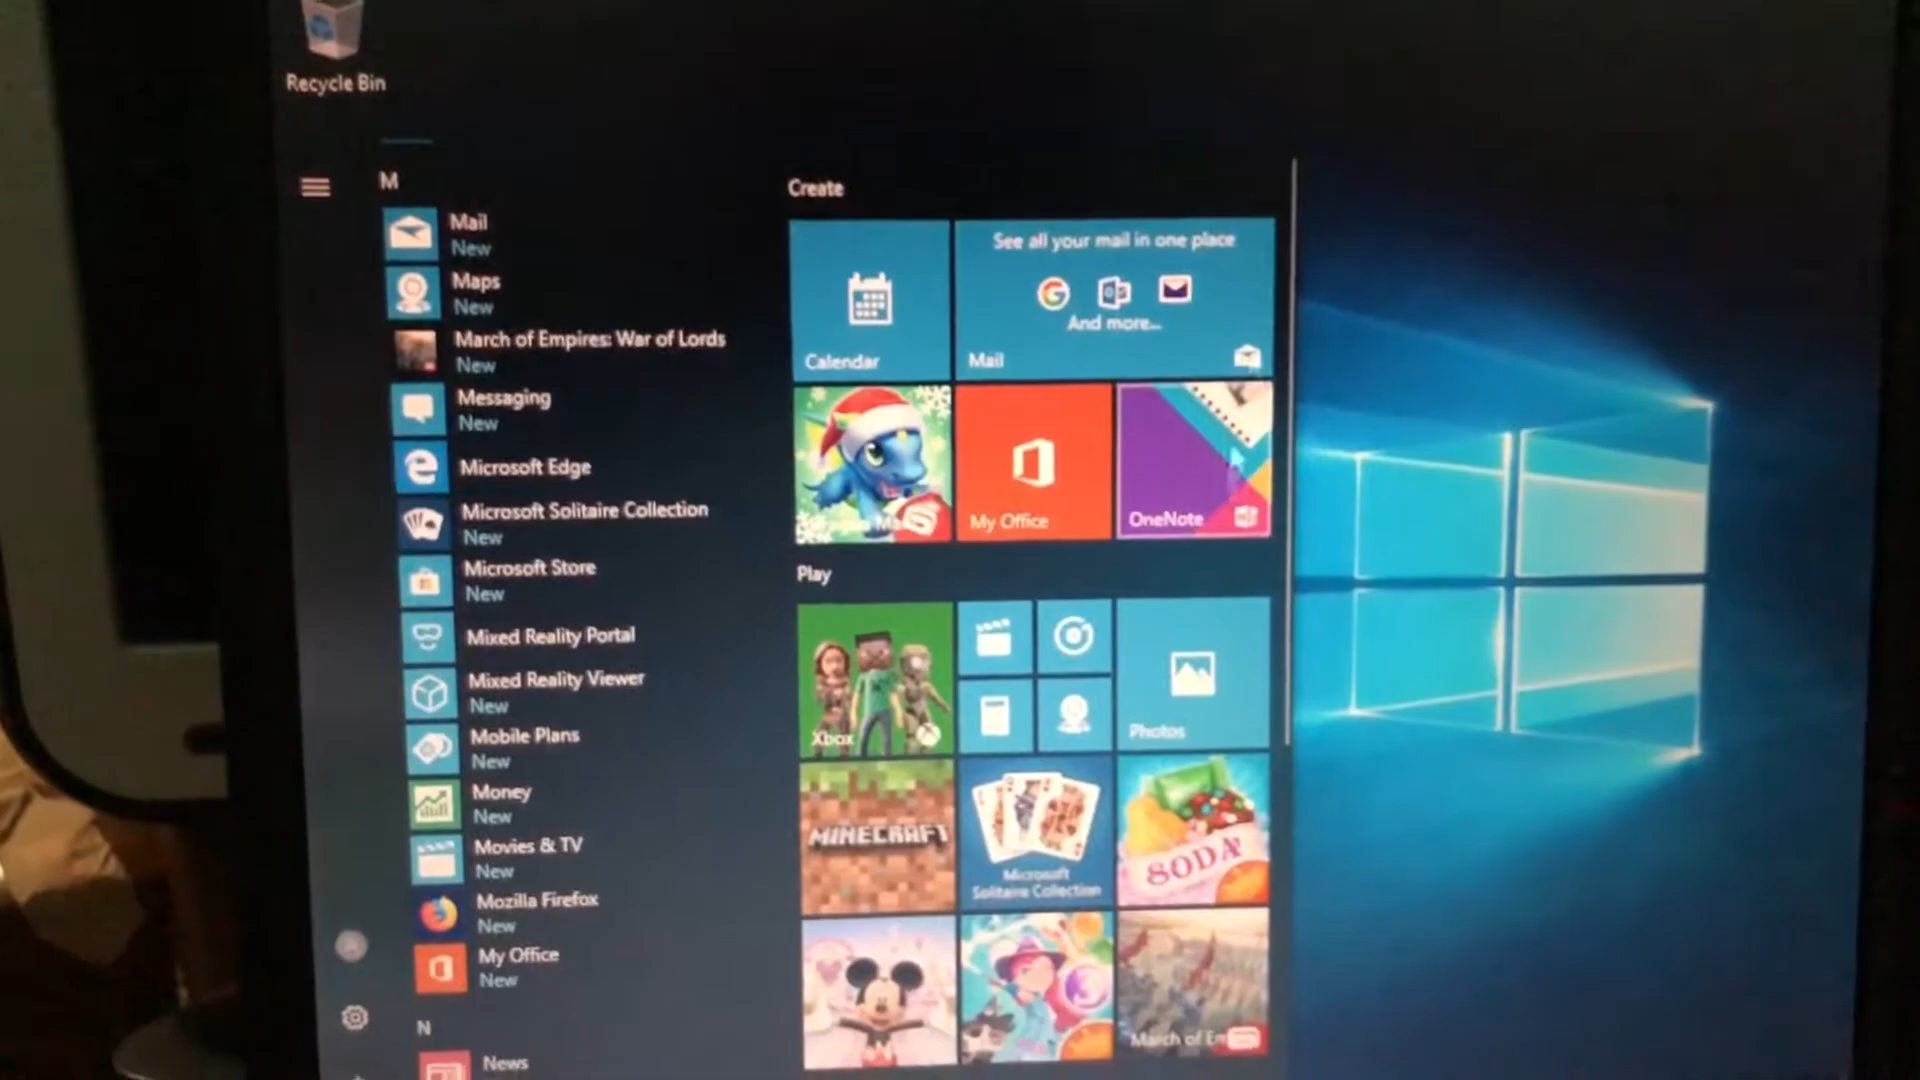 Recycle Bin
M
Mail
New
Maps
New
March of Empires: War of Lords
New
Messaging
New
Microsoft Edge
Microsoft Solitaire Collection
New
Microsoft Store
New
Mixed Reality Portal
Mixed Reality Viewer
New
Mobile Plans
New
Money
New
Movies & TV
New
Mozilla Firefox
New
My Office
New
N
News
Create
Calendar
See all your mail in one place
And more...
Mail
My Office
OneNote
Play
Xbox
Photos
MINECRAFT
Microsoft
Solitaire Collection
SODA
March of Em